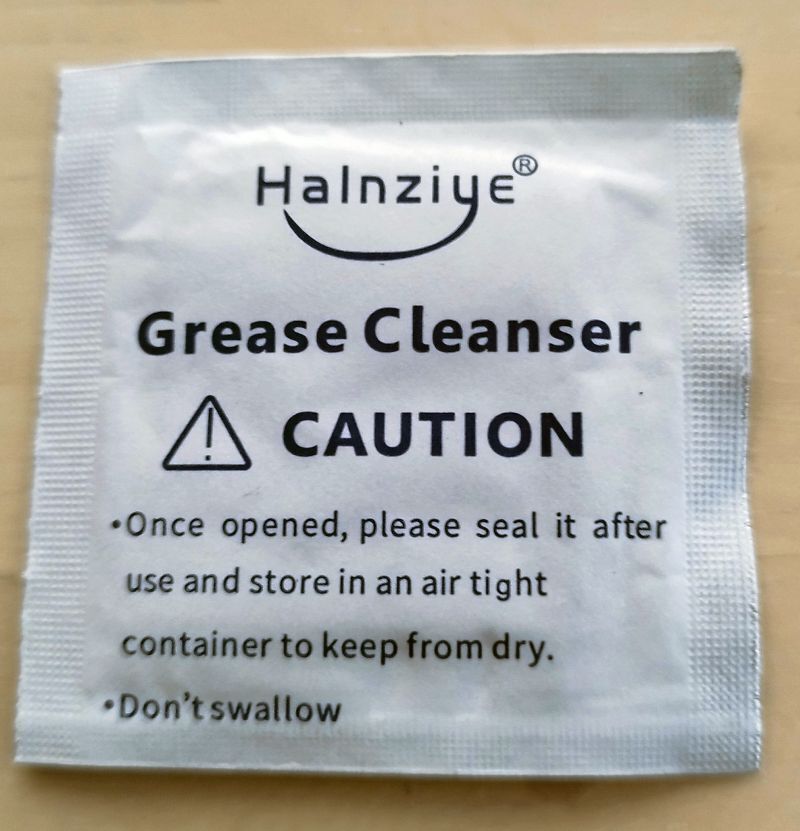 Halnziye®
Grease Cleanser
CAUTION
•Once opened, please seal it after
use and store in an air tight
container to keep from dry.
•Don't swallow